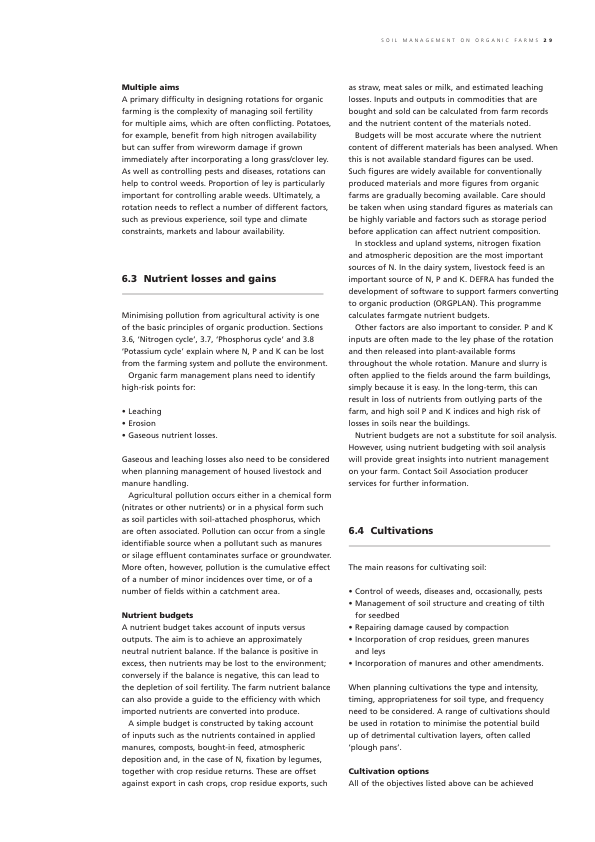 SOIL MANAGEMENT ON ORGANIC FARMS 29
Multiple aims
A primary difficulty in designing rotations for organic
farming is the complexity of managing soil fertility
for multiple aims, which are often conflicting. Potatoes,
for example, benefit from high nitrogen availability
but can suffer from wireworm damage if grown
immediately after incorporating a long grass/clover ley.
As well as controlling pests and diseases, rotations can
help to control weeds. Proportion of ley is particularly
important for controlling arable weeds. Ultimately, a
rotation needs to reflect a number of different factors,
such as previous experience, soil type and climate
constraints, markets and labour availability.
6.3 Nutrient losses and gains
Minimising pollution from agricultural activity is one
of the basic principles of organic production. Sections
3.6, ‘Nitrogen cycle’, 3.7, ‘Phosphorus cycle’ and 3.8
‘Potassium cycle’ explain where N, P and K can be lost
from the farming system and pollute the environment.
Organic farm management plans need to identify
high-risk points for:
• Leaching
• Erosion
• Gaseous nutrient losses.
Gaseous and leaching losses also need to be considered
when planning management of housed livestock and
manure handling.
Agricultural pollution occurs either in a chemical form
(nitrates or other nutrients) or in a physical form such
as soil particles with soil-attached phosphorus, which
are often associated. Pollution can occur from a single
identifiable source when a pollutant such as manures
or silage effluent contaminates surface or groundwater.
More often, however, pollution is the cumulative effect
of a number of minor incidences over time, or of a
number of fields within a catchment area.
Nutrient budgets
A nutrient budget takes account of inputs versus
outputs. The aim is to achieve an approximately
neutral nutrient balance. If the balance is positive in
excess, then nutrients may be lost to the environment;
conversely if the balance is negative, this can lead to
the depletion of soil fertility. The farm nutrient balance
can also provide a guide to the efficiency with which
imported nutrients are converted into produce.
A simple budget is constructed by taking account
of inputs such as the nutrients contained in applied
manures, composts, bought-in feed, atmospheric
deposition and, in the case of N, fixation by legumes,
together with crop residue returns. These are offset
against export in cash crops, crop residue exports, such
as straw, meat sales or milk, and estimated leaching
losses. Inputs and outputs in commodities that are
bought and sold can be calculated from farm records
and the nutrient content of the materials noted.
Budgets will be most accurate where the nutrient
content of different materials has been analysed. When
this is not available standard figures can be used.
Such figures are widely available for conventionally
produced materials and more figures from organic
farms are gradually becoming available. Care should
be taken when using standard figures as materials can
be highly variable and factors such as storage period
before application can affect nutrient composition.
In stockless and upland systems, nitrogen fixation
and atmospheric deposition are the most important
sources of N. In the dairy system, livestock feed is an
important source of N, P and K. DEFRA has funded the
development of software to support farmers converting
to organic production (ORGPLAN). This programme
calculates farmgate nutrient budgets.
Other factors are also important to consider. P and K
inputs are often made to the ley phase of the rotation
and then released into plant-available forms
throughout the whole rotation. Manure and slurry is
often applied to the fields around the farm buildings,
simply because it is easy. In the long-term, this can
result in loss of nutrients from outlying parts of the
farm, and high soil P and K indices and high risk of
losses in soils near the buildings.
Nutrient budgets are not a substitute for soil analysis.
However, using nutrient budgeting with soil analysis
will provide great insights into nutrient management
on your farm. Contact Soil Association producer
services for further information.
6.4 Cultivations
The main reasons for cultivating soil:
• Control of weeds, diseases and, occasionally, pests
• Management of soil structure and creating of tilth
for seedbed
• Repairing damage caused by compaction
• Incorporation of crop residues, green manures
and leys
• Incorporation of manures and other amendments.
When planning cultivations the type and intensity,
timing, appropriateness for soil type, and frequency
need to be considered. A range of cultivations should
be used in rotation to minimise the potential build
up of detrimental cultivation layers, often called
‘plough pans’.
Cultivation options
All of the objectives listed above can be achieved